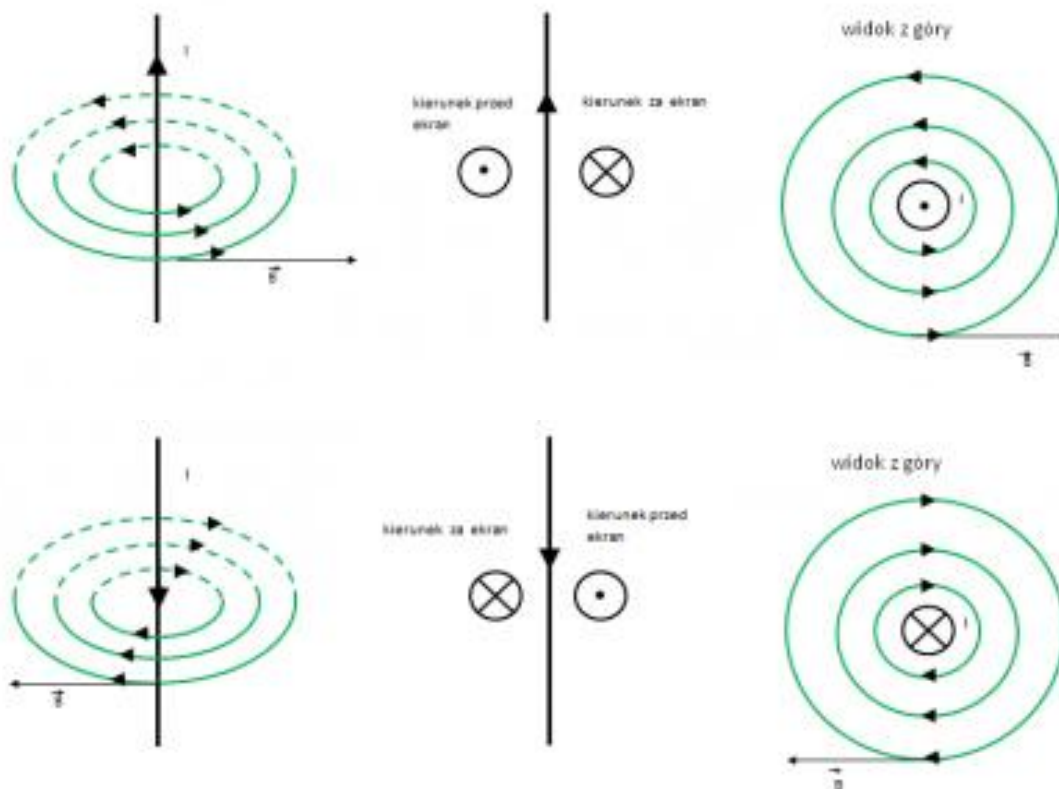 I
kierunek przed
ekran
kierunek za ekran
widok z góry
I
B
B
I
kierunek za ekran
kierunek przed
ekran
widok z góry
I
B
B